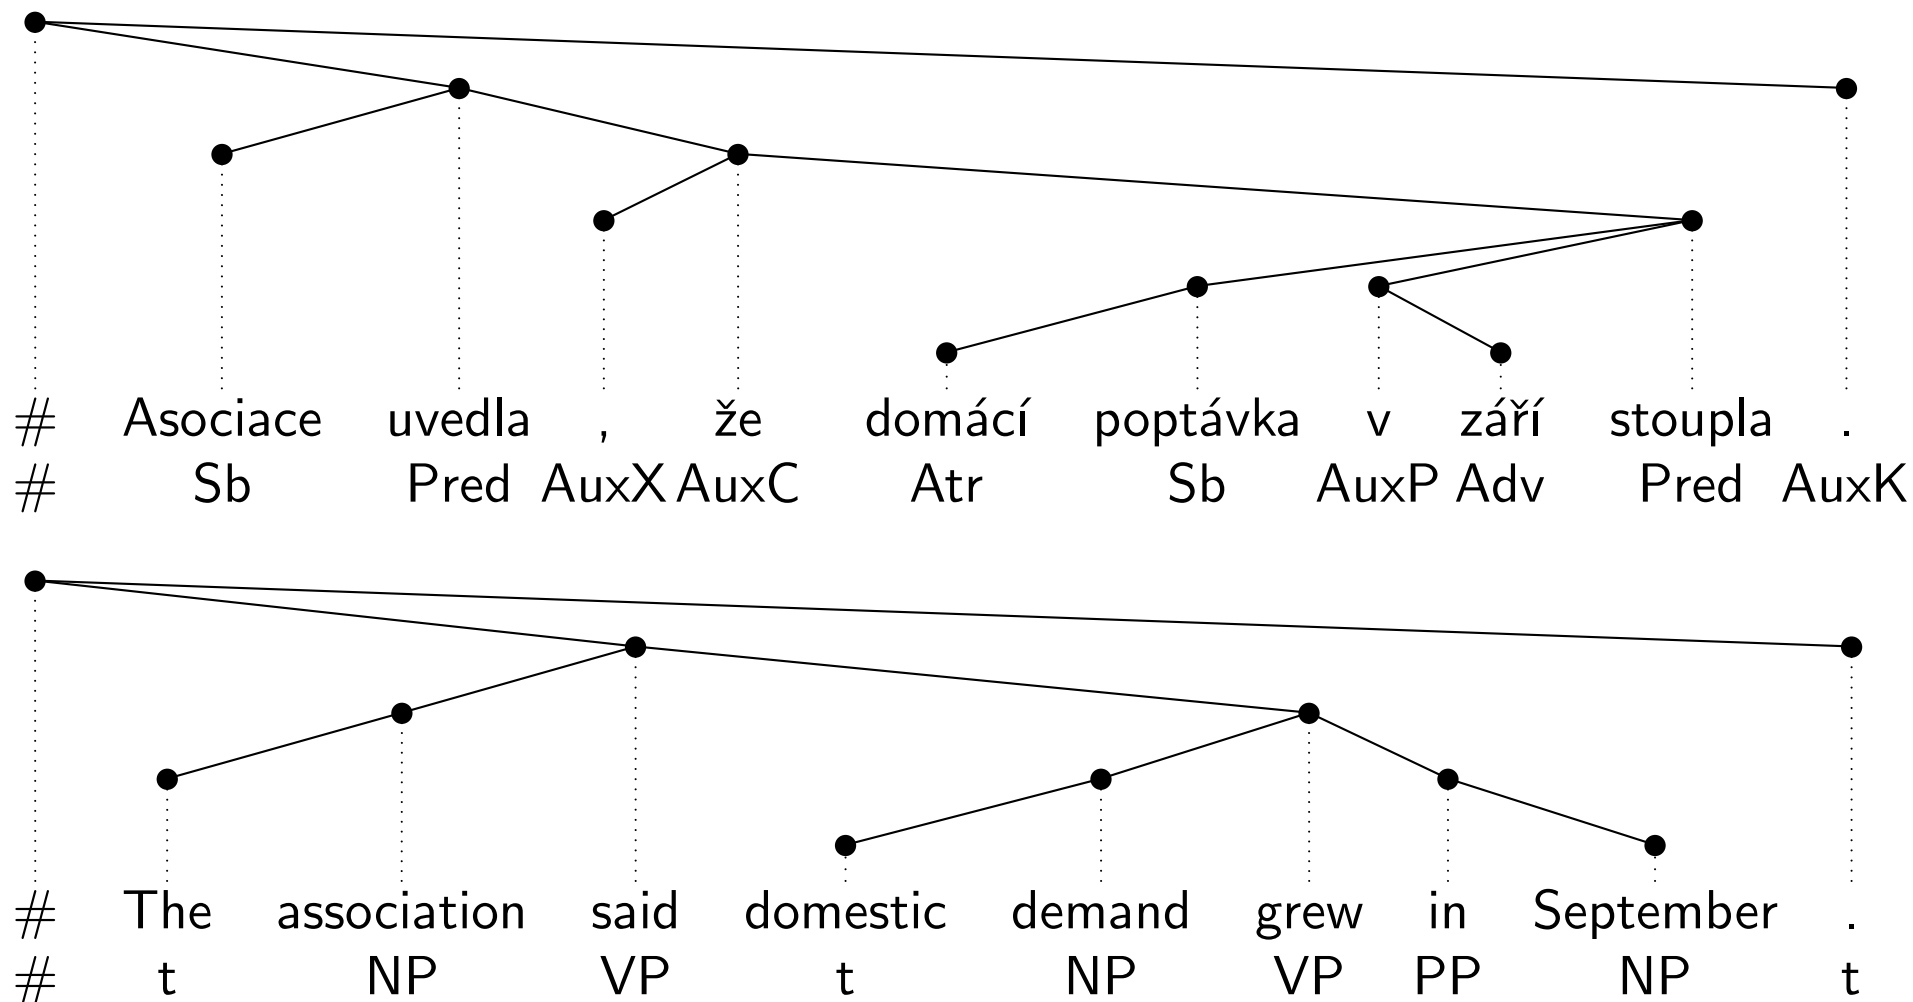 # Asociace uvedla , že domácí poptávka v září stoupla .
# Sb Pred AuxX AuxC Atr Sb AuxP Adv Pred AuxK
# The association said domestic demand grew in September .
# t NP VP t NP VP PP NP t